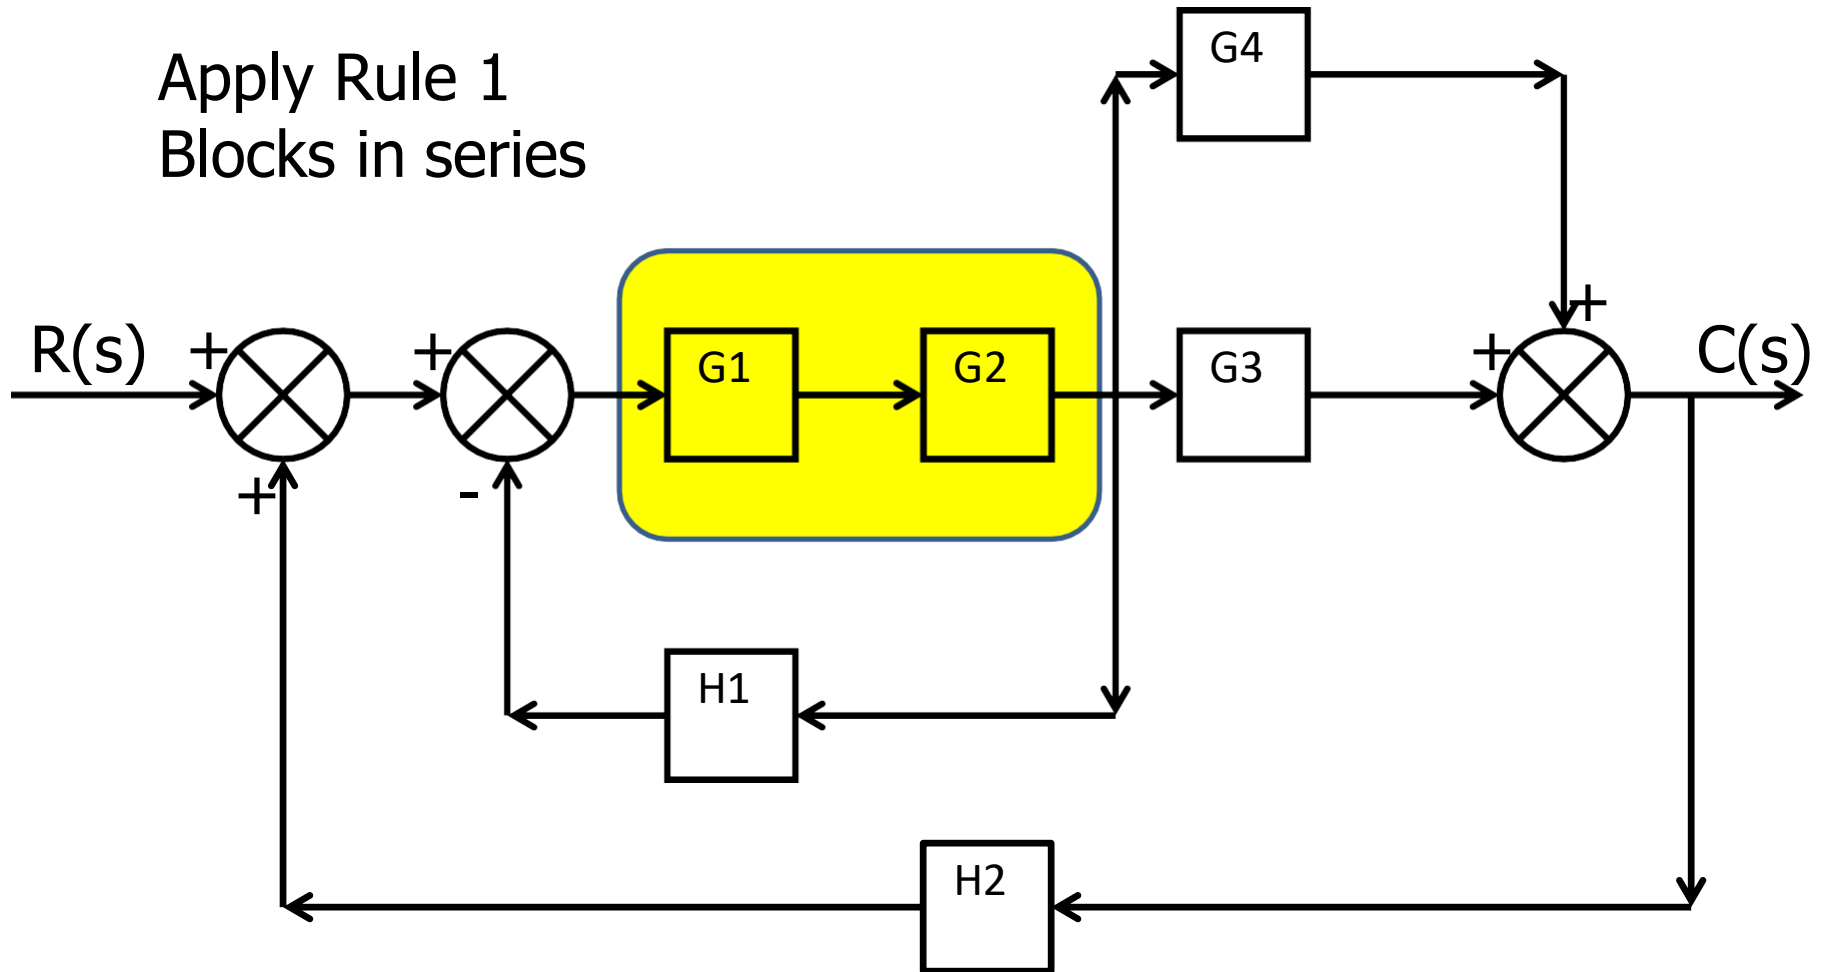 Apply Rule 1
Blocks in series
G4
R(s)
+
+
G1
G2
G3
+
+
C(s)
+
-
H1
H2